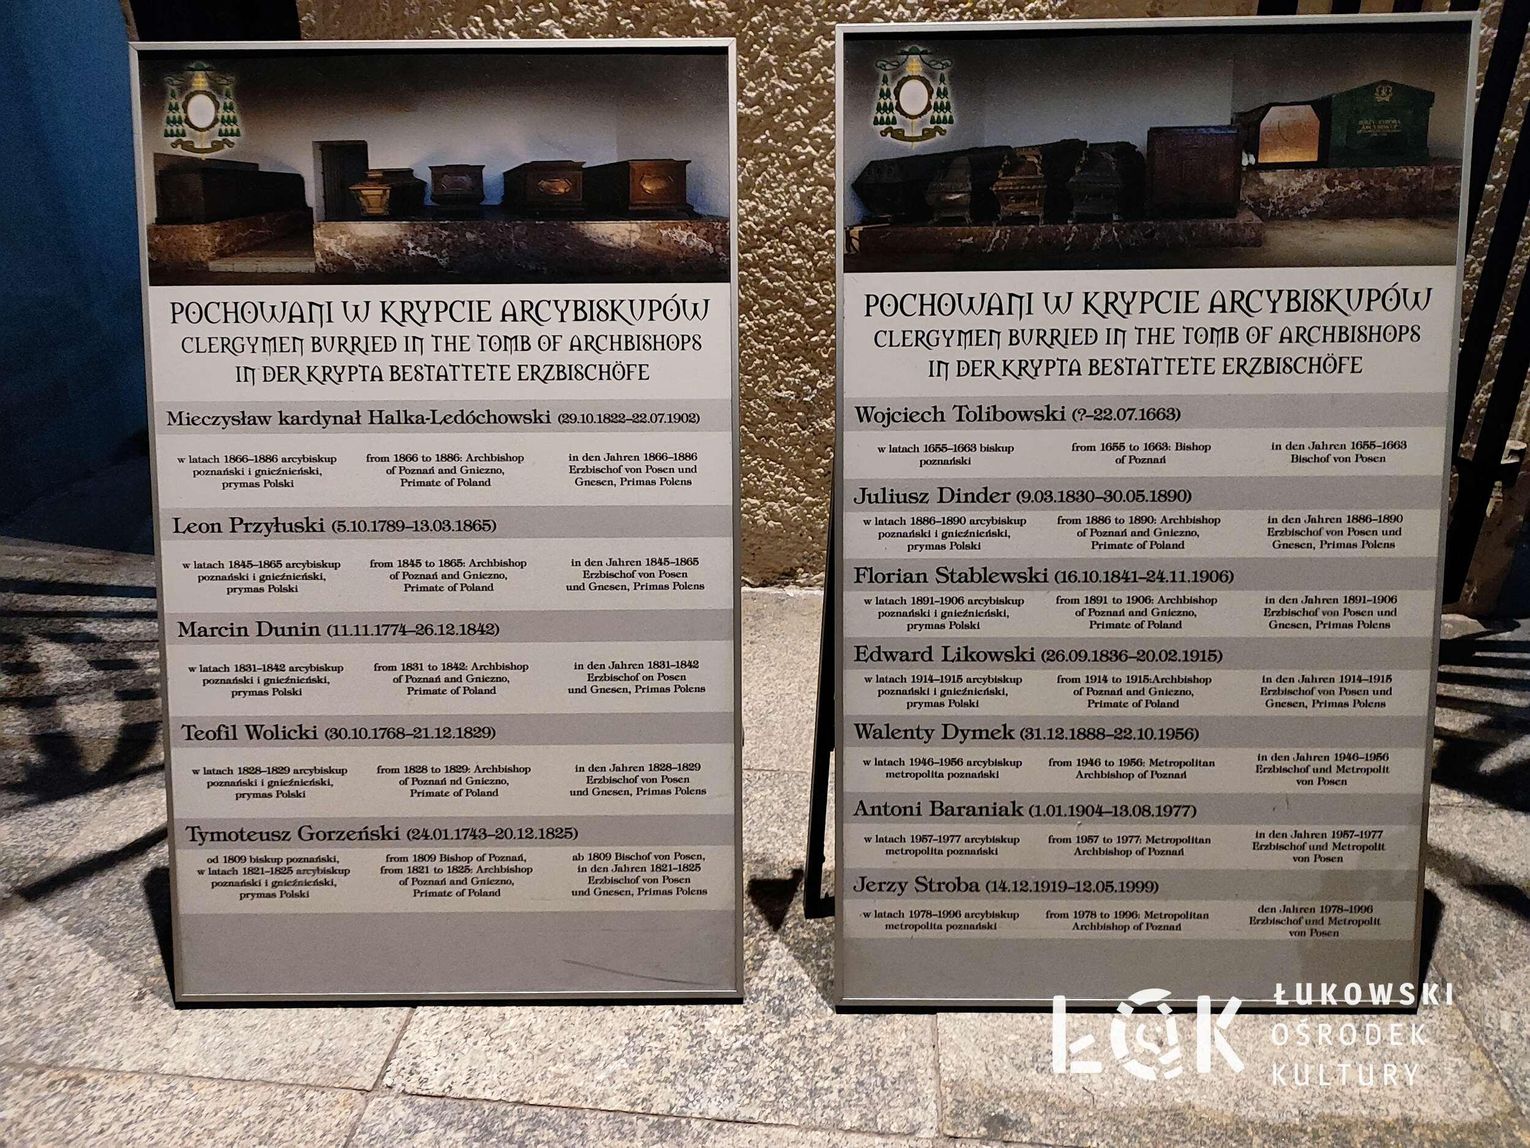 POCHOWANI W KRYPCIE ARCYBISKUPÓW
CLERGYMEN BURRIED IN THE TOMB OF ARCHBISHOPS
IN DER KRYPTA BESTATTETE ERZBISCHÖFE
Mieczysław kardynał Halka-Ledóchowski (29.10.1822–22.07.1902)
w latach 1866–1886 arcybiskup
poznański i gnieźnieński,
prymas Polski
from 1866 to 1886: Archbishop
of Poznań and Gniezno,
Primate of Poland
in den Jahren 1866–1886
Erzbischof von Posen und
Gnesen, Primas Polens
Leon Przyłuski (5.10.1789–13.03.1865)
w latach 1845–1865 arcybiskup
poznański i gnieźnieński,
prymas Polski
from 1845 to 1865: Archbishop
of Poznań and Gniezno,
Primate of Poland
in den Jahren 1845–1865
Erzbischof von Posen
und Gnesen, Primas Polens
Marcin Dunin (11.11.1774–26.12.1842)
w latach 1831–1842 arcybiskup
poznański i gnieźnieński,
prymas Polski
from 1831 to 1842: Archbishop
of Poznań and Gniezno,
Primate of Poland
in den Jahren 1831–1842
Erzbischof on Posen
und Gnesen, Primas Polens
Teofil Wolicki (30.10.1768–21.12.1829)
w latach 1828–1829 arcybiskup
poznański i gnieźnieński,
prymas Polski
from 1828 to 1829: Archbishop
of Poznań and Gniezno,
Primate of Poland
in den Jahren 1828–1829
Erzbischof von Posen
und Gnesen, Primas Polens
Tymoteusz Gorzeński (24.01.1743–20.12.1825)
od 1809 biskup poznański,
w latach 1821–1825 arcybiskup
poznański i gnieźnieński,
prymas Polski
from 1809 Bishop of Poznań,
from 1821 to 1825: Archbishop
of Poznań and Gniezno,
Primate of Poland
ab 1809 Bischof von Posen,
in den Jahren 1821–1825
Erzbischof von Posen
und Gnesen, Primas Polens
POCHOWANI W KRYPCIE ARCYBISKUPÓW
CLERGYMEN BURRIED IN THE TOMB OF ARCHBISHOPS
IN DER KRYPTA BESTATTETE ERZBISCHÖFE
Wojciech Tolibowski (?–22.07.1663)
w latach 1655–1663 biskup
poznański
from 1655 to 1663: Bishop
of Poznań
in den Jahren 1655–1663
Bischof von Posen
Juliusz Dinder (9.03.1830–30.05.1890)
w latach 1886–1890 arcybiskup
poznański i gnieźnieński,
prymas Polski
from 1886 to 1890: Archbishop
of Poznań and Gniezno,
Primate of Poland
in den Jahren 1886–1890
Erzbischof von Posen und
Gnesen, Primas Polens
Florian Stablewski (16.10.1841–24.11.1906)
w latach 1891–1906 arcybiskup
poznański i gnieźnieński,
prymas Polski
from 1891 to 1906: Archbishop
of Poznań and Gniezno,
Primate of Poland
in den Jahren 1891–1906
Erzbischof von Posen und
Gnesen, Primas Polens
Edward Likowski (26.09.1836–20.02.1915)
w latach 1914–1915 arcybiskup
poznański i gnieźnieński,
prymas Polski
from 1914 to 1915:Archbishop
of Poznań and Gniezno,
Primate of Poland
in den Jahren 1914–1915
Erzbischof von Posen und
Gnesen, Primas Polens
Walenty Dymek (31.12.1888–22.10.1956)
w latach 1946–1956 arcybiskup
metropolita poznański
from 1946 to 1956: Metropolitan
Archbishop of Poznań
in den Jahren 1946–1956
Erzbischof und Metropolit
von Posen
Antoni Baraniak (1.01.1904–13.08.1977)
w latach 1957–1977 arcybiskup
metropolita poznański
from 1957 to 1977: Metropolitan
Archbishop of Poznań
in den Jahren 1957–1977
Erzbischof und Metropolit
von Posen
Jerzy Stroba (14.12.1919–12.05.1999)
w latach 1978–1996 arcybiskup
metropolita poznański
from 1978 to 1996: Metropolitan
Archbishop of Poznań
den Jahren 1978–1996
Erzbischof und Metropolit
von Posen
ŁOK
ŁUKOWSKI
OŚRODEK
KULTURY